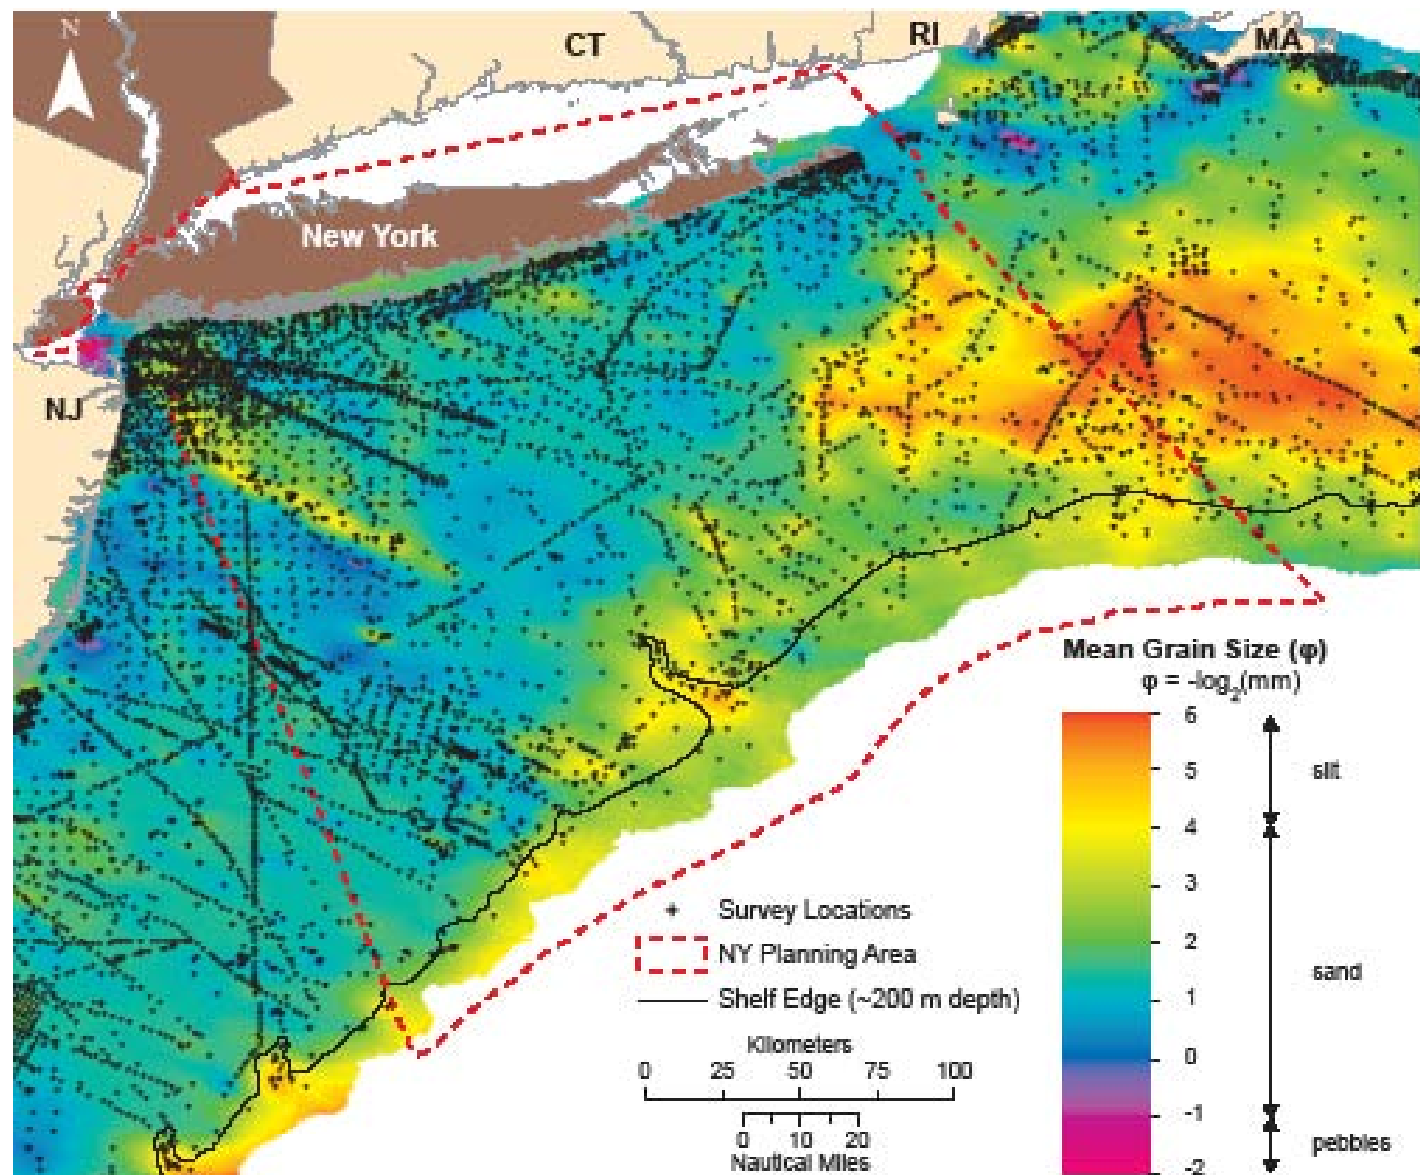 N
CT
RI
MA
New York
NJ
Mean Grain Size (φ)
φ = -log2(mm)
6
5
4
3
2
1
0
-1
-2
silt
sand
pebbles
Survey Locations
NY Planning Area
Shelf Edge (~200 m depth)
Kilometers
0 25 50 75 100
0 10 20
Nautical Miles